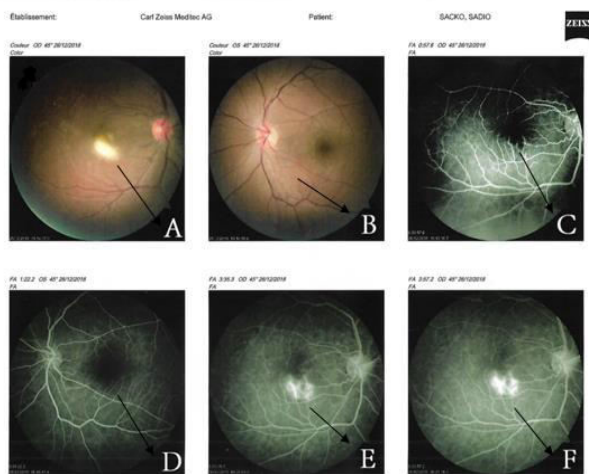 Établissement: Carl Zeiss Meditec AG Patient: SACKO, SADIO
ZEISS
Couleur OD 45° 26/12/2018
Color
Couleur OS 45° 26/12/2018
Color
FA 0:57.8 OD 45° 26/12/2018
FA
A
B
C
FA 1:22.2 OS 45° 26/12/2018
FA
FA 3:35.3 OD 45° 26/12/2018
FA
FA 3:57.2 OD 45° 26/12/2018
FA
D
E
F